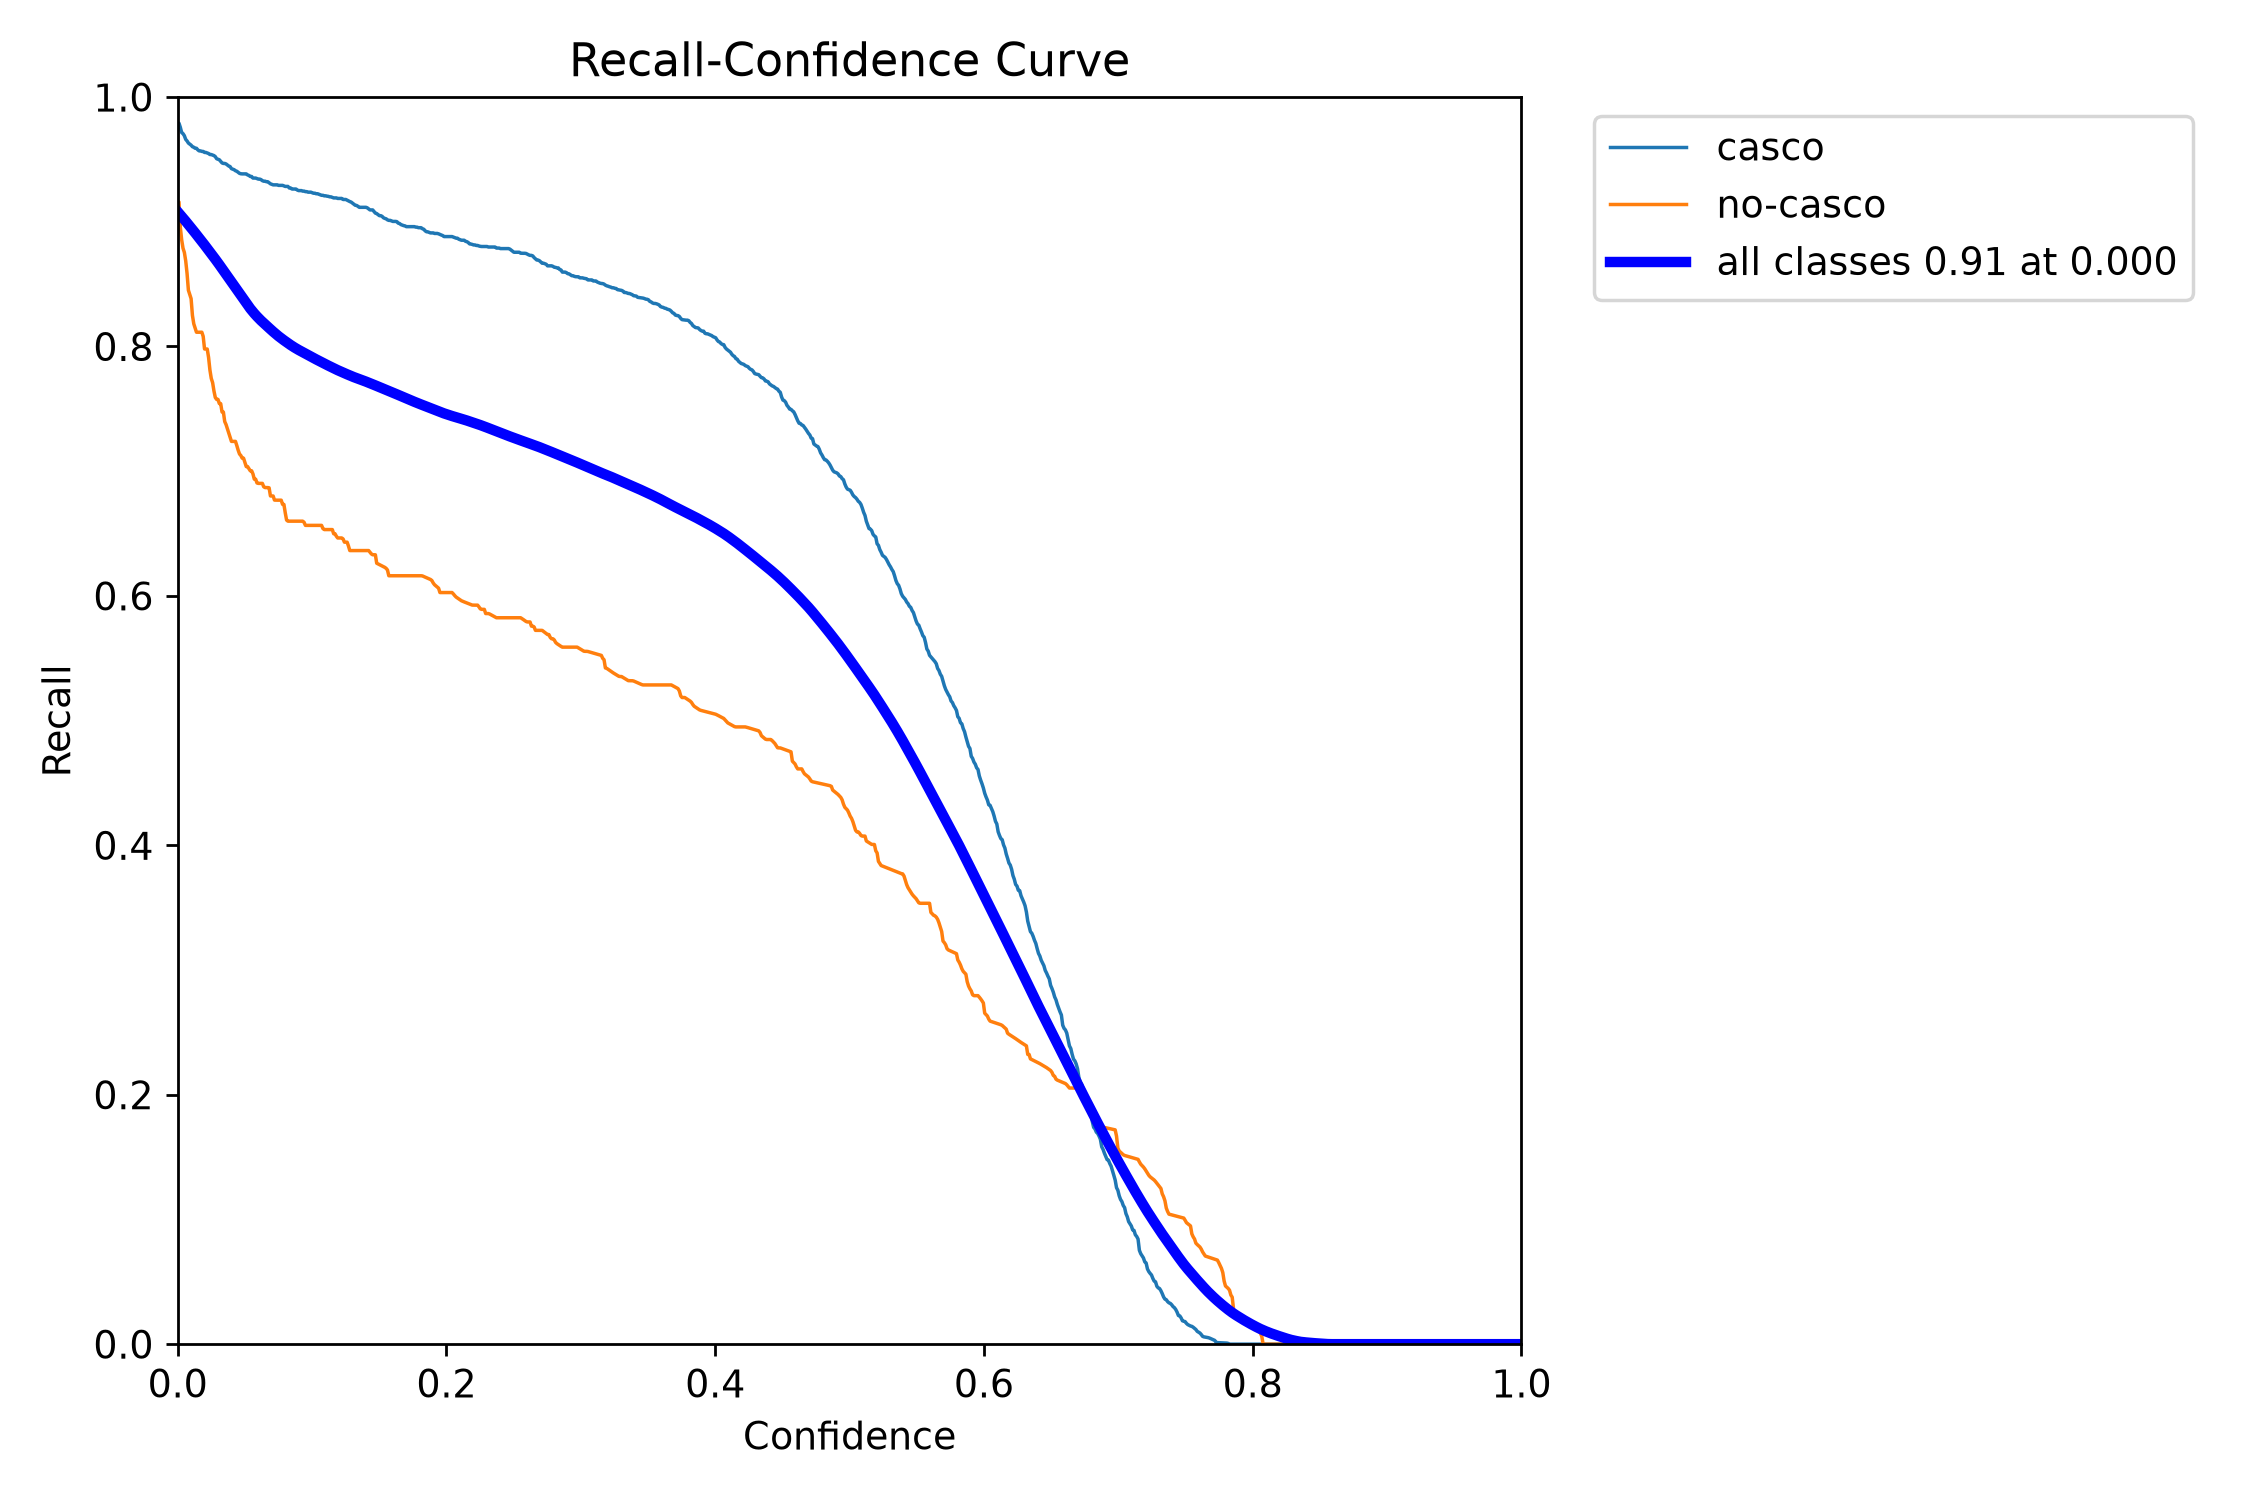 Recall-Confidence Curve
1.0
0.8
0.6
0.4
0.2
0.0
Recall
0.0 0.2 0.4 0.6 0.8 1.0
Confidence
casco
no-casco
all classes 0.91 at 0.000